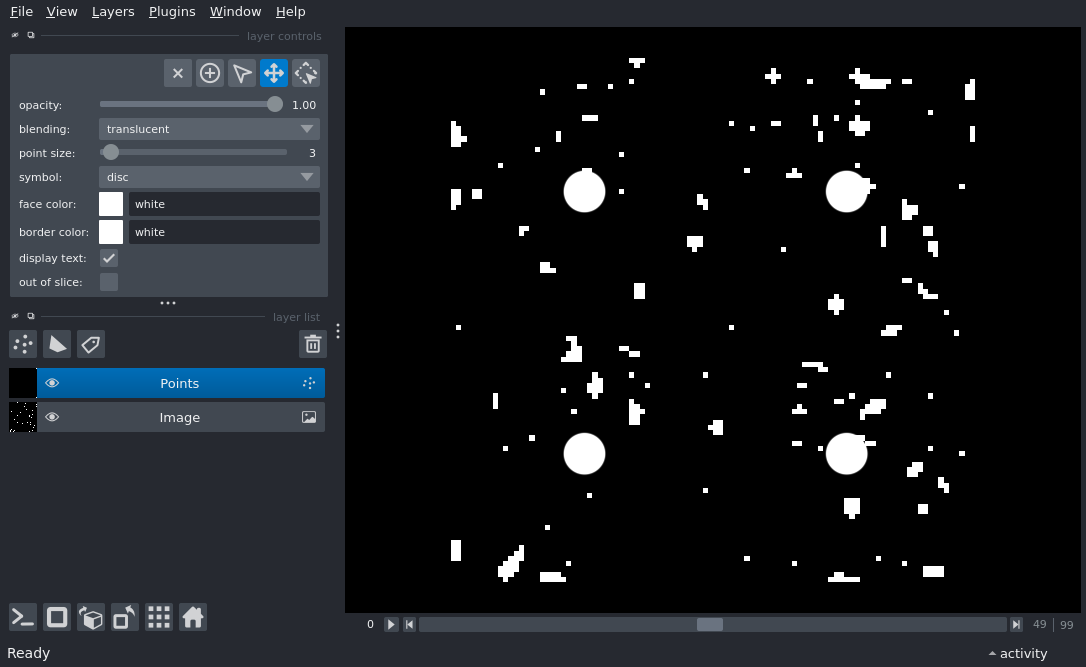 File View Layers Plugins Window Help
layer controls
opacity: 1.00
blending: translucent
point size: 3
symbol: disc
face color: white
border color: white
display text:
out of slice:
layer list
Points
Image
0 49 | 99
Ready activity